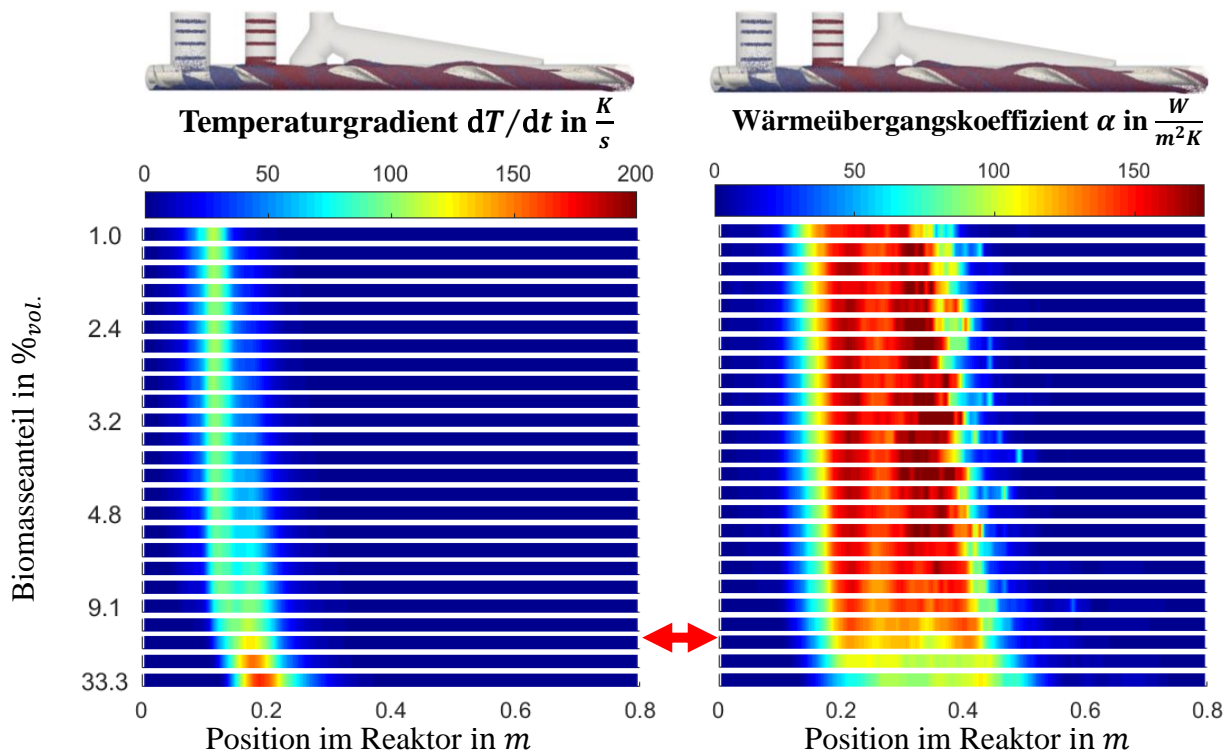 Temperaturgradient dT/dt in K/s
Wärmeübergangskoeffizient α in W/m²K
0 50 100 150 200
0 50 100 150
Biomasseanteil in %vol.
1.0
2.4
3.2
4.8
9.1
33.3
0 0.2 0.4 0.6 0.8
0 0.2 0.4 0.6 0.8
Position im Reaktor in m
Position im Reaktor in m